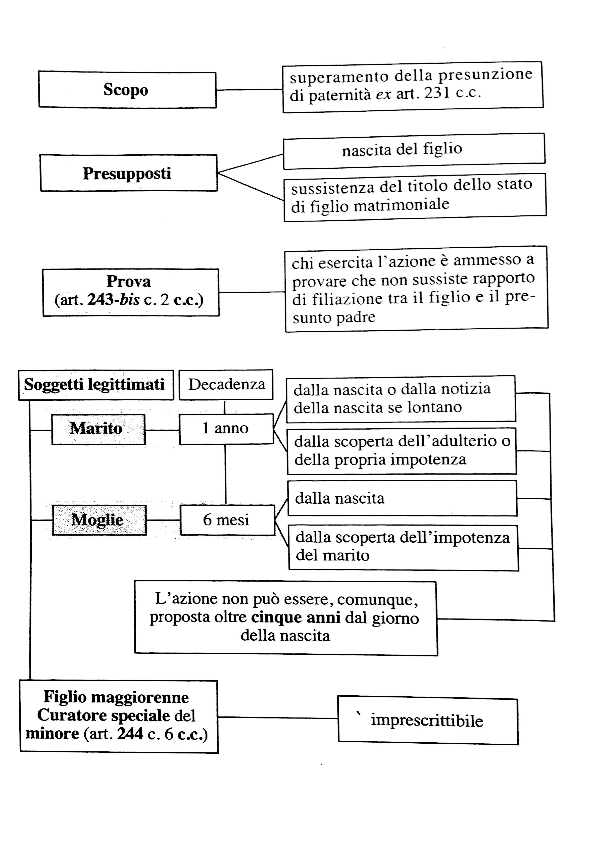 Scopo
superamento della presunzione
di paternità ex art. 231 c.c.
Presupposti
nascita del figlio
sussistenza del titolo dello stato
di figlio matrimoniale
Prova
(art. 243-bis c. 2 c.c.)
chi esercita l'azione è ammesso a
provare che non sussiste rapporto
di filiazione tra il figlio e il pre-
sunto padre
Soggetti legittimati
Decadenza
Marito
1 anno
dalla nascita o dalla notizia
della nascita se lontano
dalla scoperta dell'adulterio o
della propria impotenza
Moglie
6 mesi
dalla nascita
dalla scoperta dell'impotenza
del marito
L'azione non può essere, comunque,
proposta oltre cinque anni dal giorno
della nascita
Figlio maggiorenne
Curatore speciale del
minore (art. 244 c. 6 c.c.)
imprescrittibile